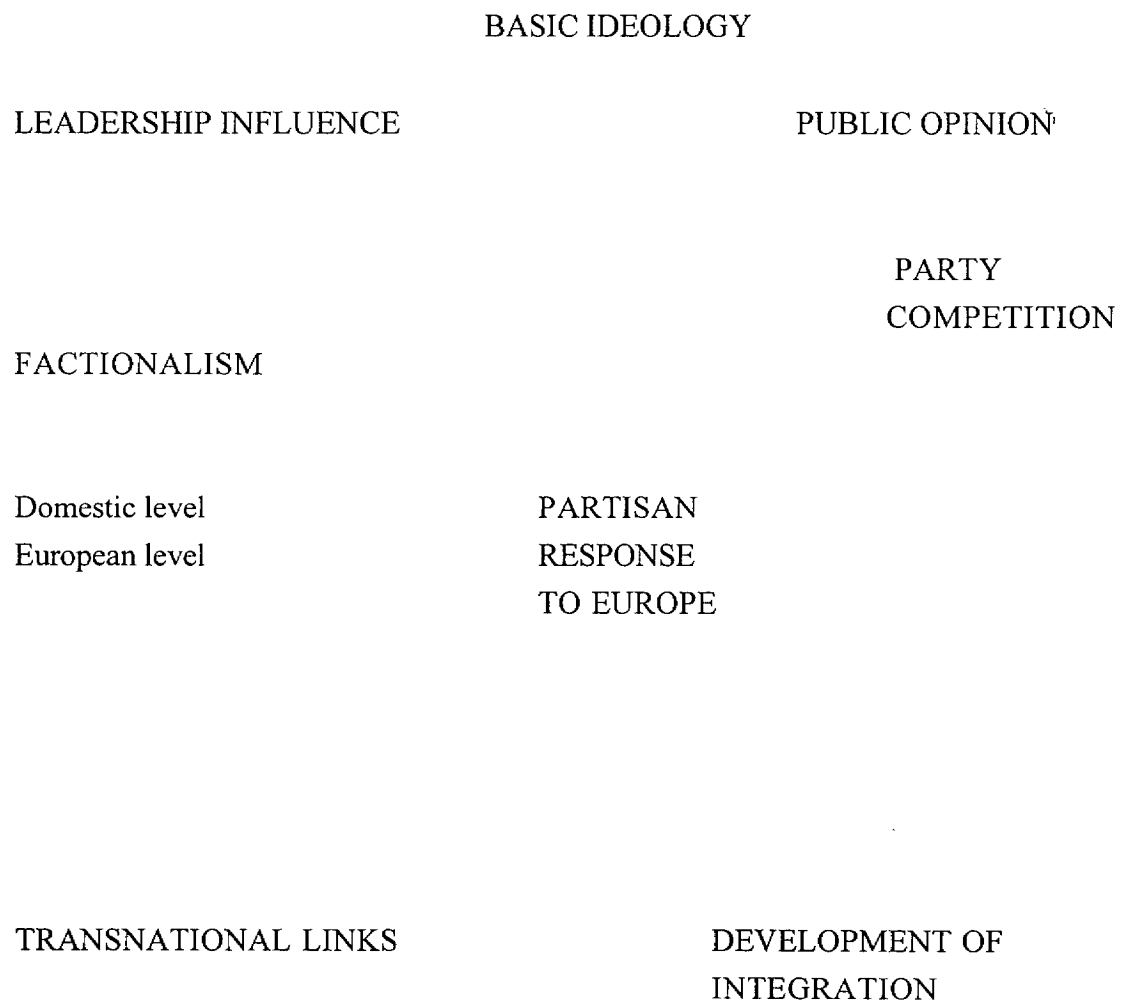 BASIC IDEOLOGY
LEADERSHIP INFLUENCE
PUBLIC OPINION
PARTY
COMPETITION
FACTIONALISM
Domestic level
European level
PARTISAN
RESPONSE
TO EUROPE
TRANSNATIONAL LINKS
DEVELOPMENT OF
INTEGRATION